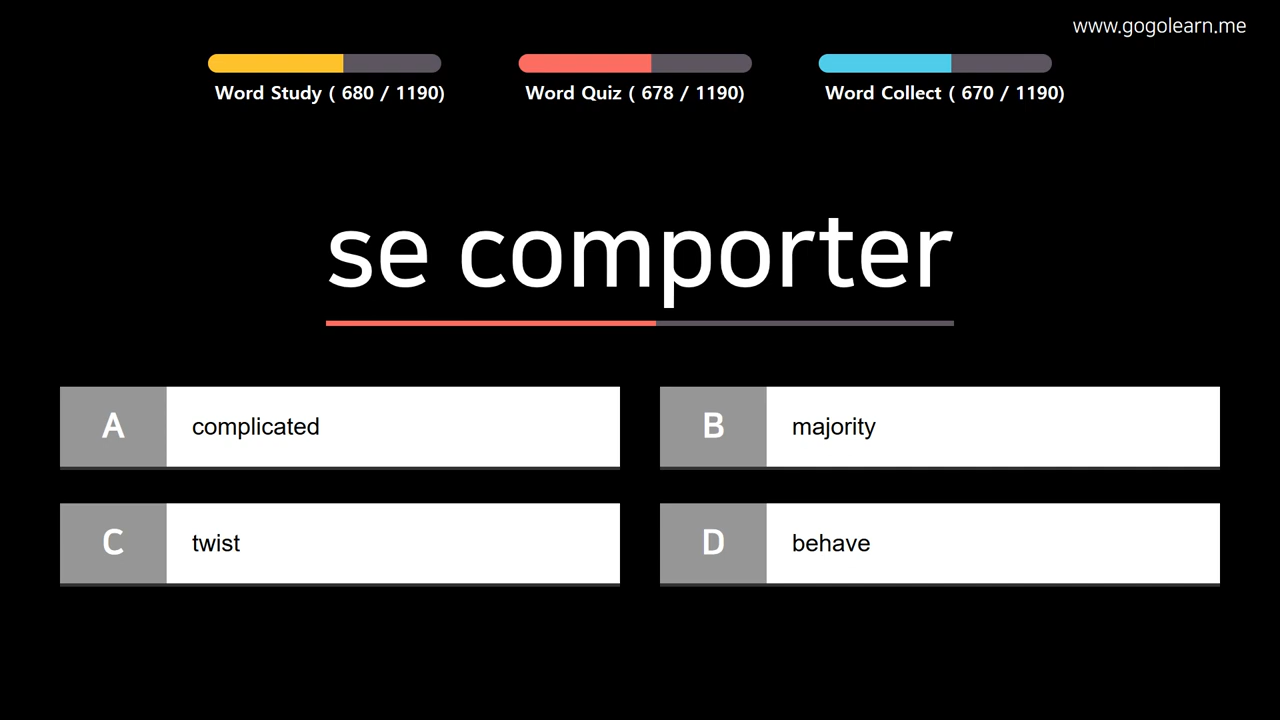 www.gogolearn.me
Word Study ( 680 / 1190)
Word Quiz ( 678 / 1190)
Word Collect ( 670 / 1190)
se comporter
A complicated
B majority
C twist
D behave